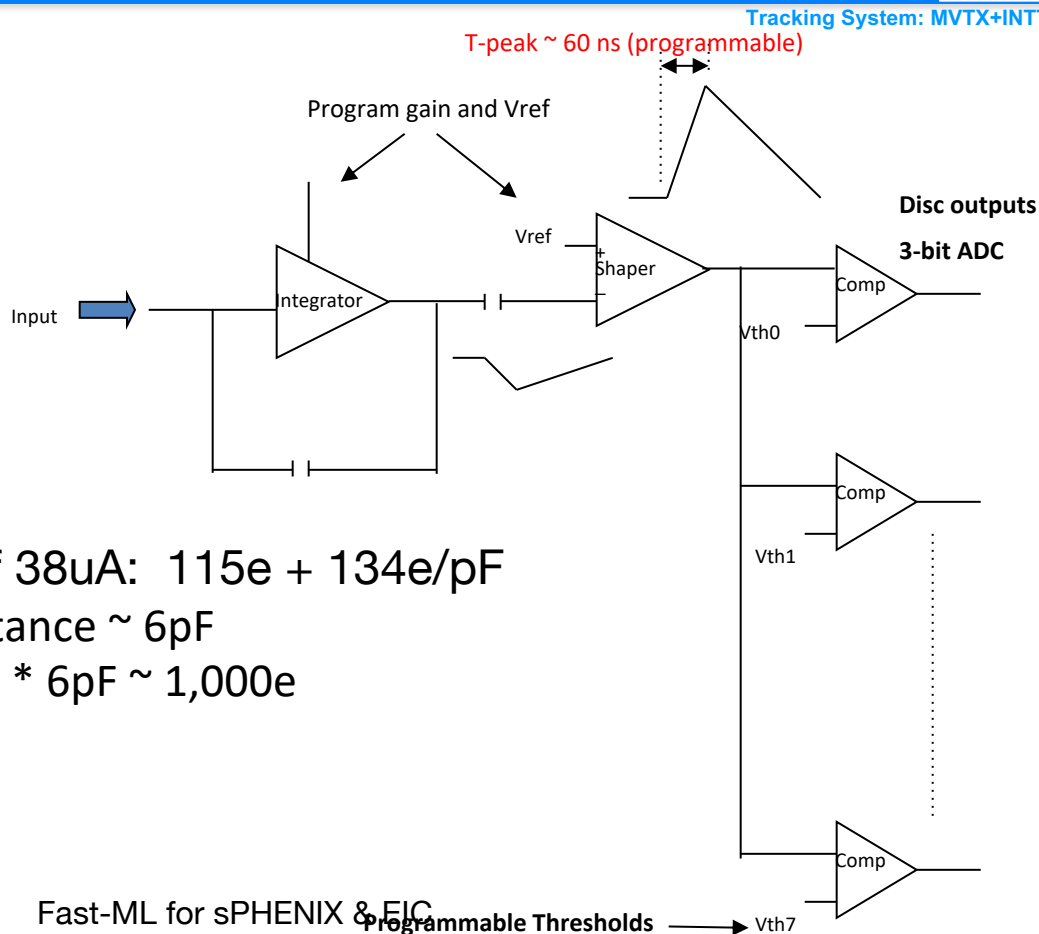 Tracking System: MVTX+INTT
T-peak ~ 60 ns (programmable)
Program gain and Vref
Disc outputs
3-bit ADC
Vref
+
Shaper
–
Integrator
Input
Comp
Vth0
Comp
Vth1
f 38uA: 115e + 134e/pF
tance ~ 6pF
* 6pF ~ 1,000e
Comp
Fast-ML for sPHENIX & EIC
Programmable Thresholds
Vth7